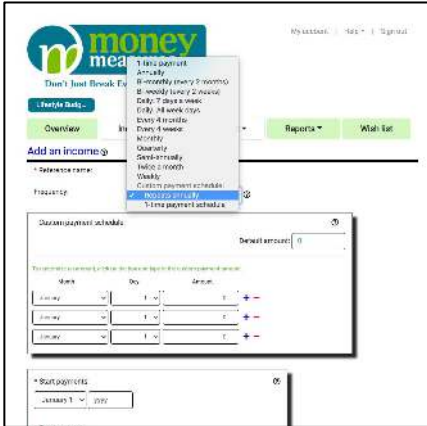 My account | Help | Sign out
money
mea
Don't Just Break Ev
Lifestyle Budg...
1-time payment
Annually
Bi-monthly (every 2 months)
Bi-weekly (every 2 weeks)
Daily: 7 days a week
Daily: All week days
Every 4 months
Every 4 weeks
Monthly
Quarterly
Semi-annually
Twice a month
Weekly
Custom payment schedule:
✓ Repeats annually
1-time payment schedule
Overview
In
Reports
Wish list
Add an income
* Reference name:
Frequency:
Custom payment schedule
Default amount: 0
Month Day Amount
January 1 0 + −
January 1 0 + −
January 1 0 + −
* Start payments
January 1 yyyy